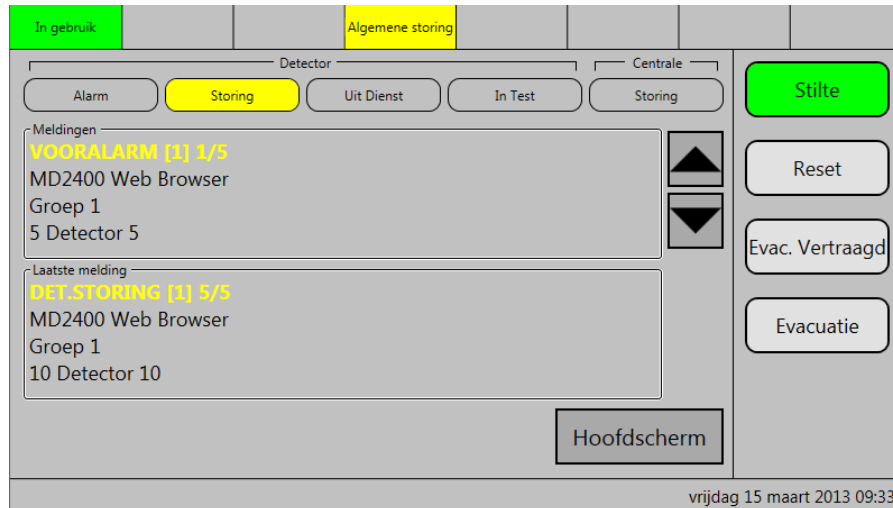 In gebruik
Algemene storing
Detector
Centrale
Alarm
Storing
Uit Dienst
In Test
Storing
Meldingen
VOORALARM [1] 1/5
MD2400 Web Browser
Groep 1
5 Detector 5
Laatste melding
DET.STORING [1] 5/5
MD2400 Web Browser
Groep 1
10 Detector 10
Hoofdscherm
Stilte
Reset
Evac. Vertraagd
Evacuatie
vrijdag 15 maart 2013 09:33